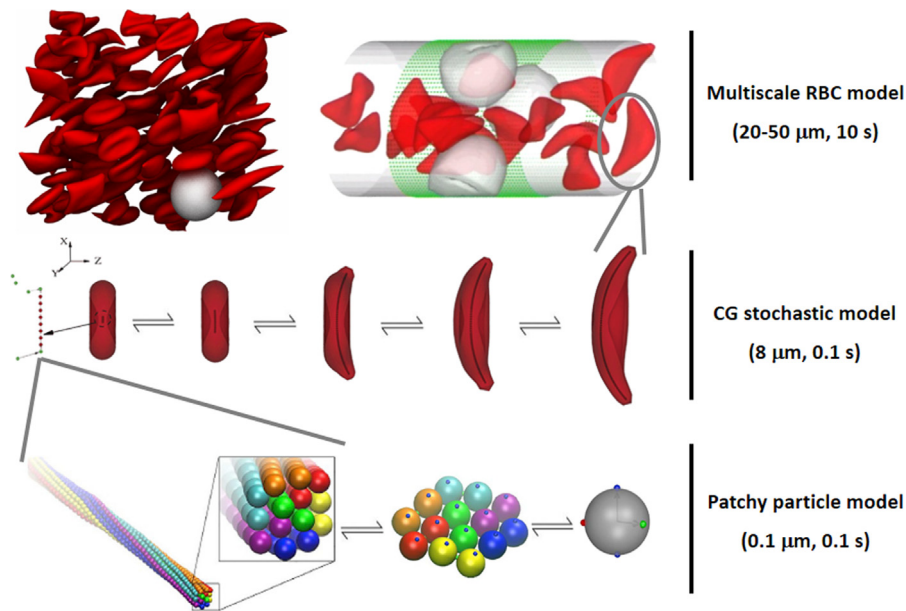 Multiscale RBC model
(20-50 μm, 10 s)
X
Y
Z
CG stochastic model
(8 μm, 0.1 s)
Patchy particle model
(0.1 μm, 0.1 s)